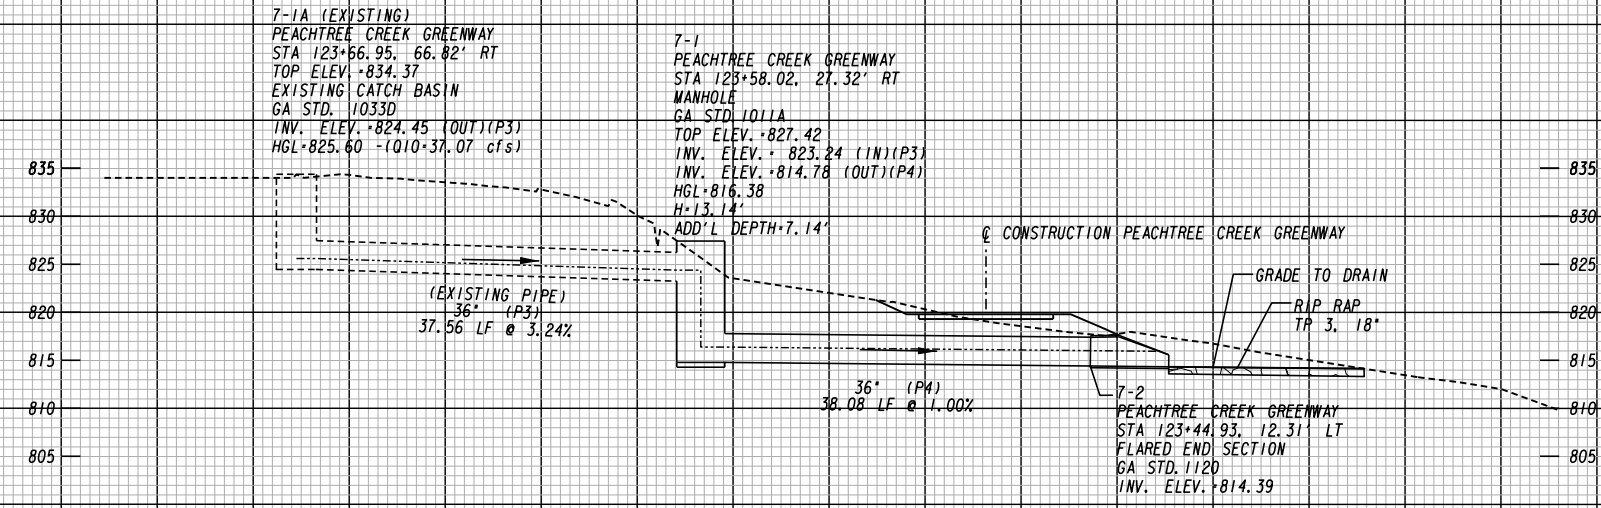 7-1A (EXISTING)
PEACHTREE CREEK GREENWAY
STA 123+66.95, 66.82' RT
TOP ELEV.=834.37
EXISTING CATCH BASIN
GA STD. 1033D
INV. ELEV.=824.45 (OUT)(P3)
HGL=825.60 -(Q10=37.07 cfs)
7-1
PEACHTREE CREEK GREENWAY
STA 123+58.02, 27.32' RT
MANHOLE
GA STD.1011A
TOP ELEV.=827.42
INV. ELEV.= 823.24 (IN)(P3)
INV. ELEV.=814.78 (OUT)(P4)
HGL=816.38
H=13.14'
ADD'L DEPTH=7.14'
835
830
825
820
815
810
805
(EXISTING PIPE)
36" (P3)
37.56 LF @ 3.24%
℄ CONSTRUCTION PEACHTREE CREEK GREENWAY
GRADE TO DRAIN
RIP RAP
TP 3, 18"
36" (P4)
38.08 LF @ 1.00%
7-2
PEACHTREE CREEK GREENWAY
STA 123+44.93, 12.31' LT
FLARED END SECTION
GA STD.1120
INV. ELEV.=814.39
835
830
825
820
815
810
805